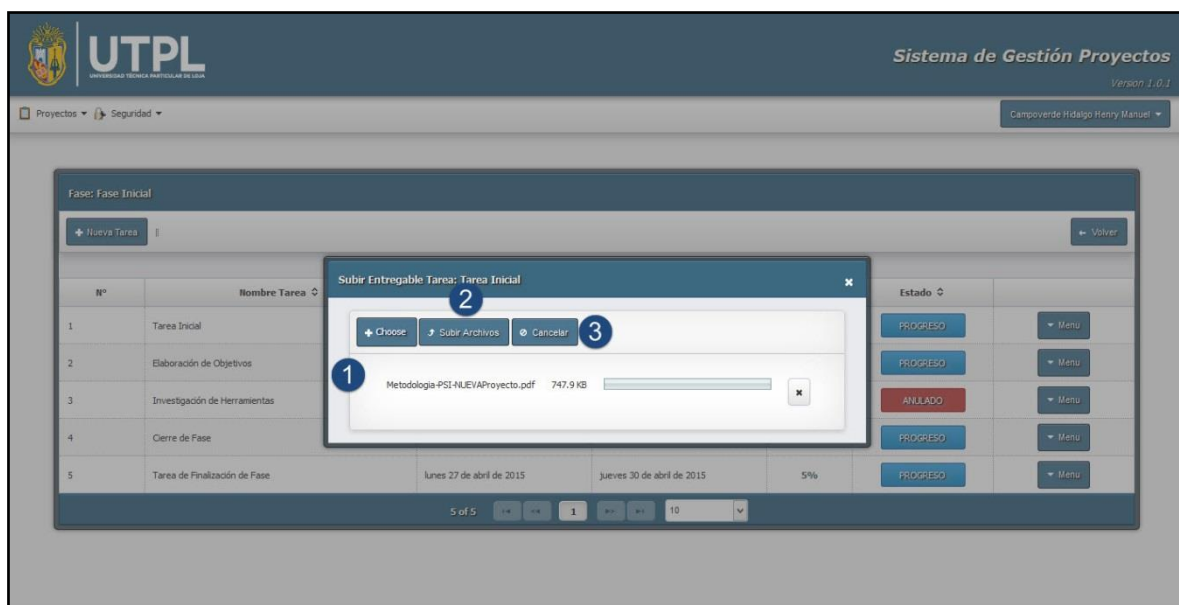 UTPL
UNIVERSIDAD TÉCNICA PARTICULAR DE LOJA
Sistema de Gestión Proyectos
Version 1.0.1
Proyectos Seguridad
Campoverde Hidalgo Henry Manuel
Fase: Fase Inicial
Nueva Tarea Volver
Subir Entregable Tarea: Tarea Inicial
2
Choose Subir Archivos Cancelar 3
1 Metodologia-PSI-NUEVAProyecto.pdf 747.9 KB
Nº Nombre Tarea Estado
1 Tarea Inicial PROGRESO Menu
2 Elaboración de Objetivos PROGRESO Menu
3 Investigación de Herramientas ANULADO Menu
4 Cierre de Fase PROGRESO Menu
5 Tarea de Finalización de Fase lunes 27 de abril de 2015 jueves 30 de abril de 2015 5% PROGRESO Menu
5 of 5 1 10